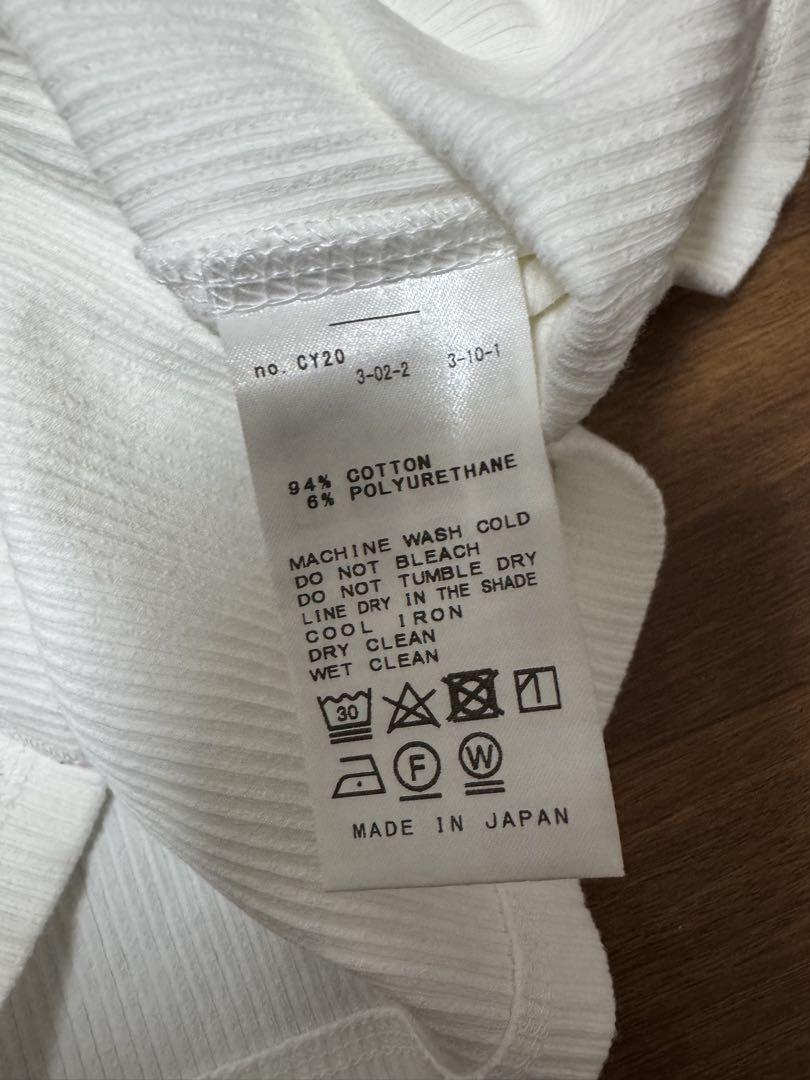 no. CY20 3-02-2 3-10-1
94% COTTON
6% POLYURETHANE
MACHINE WASH COLD
DO NOT BLEACH
DO NOT TUMBLE DRY
LINE DRY IN THE SHADE
COOL IRON
DRY CLEAN
WET CLEAN
30
F W
MADE IN JAPAN